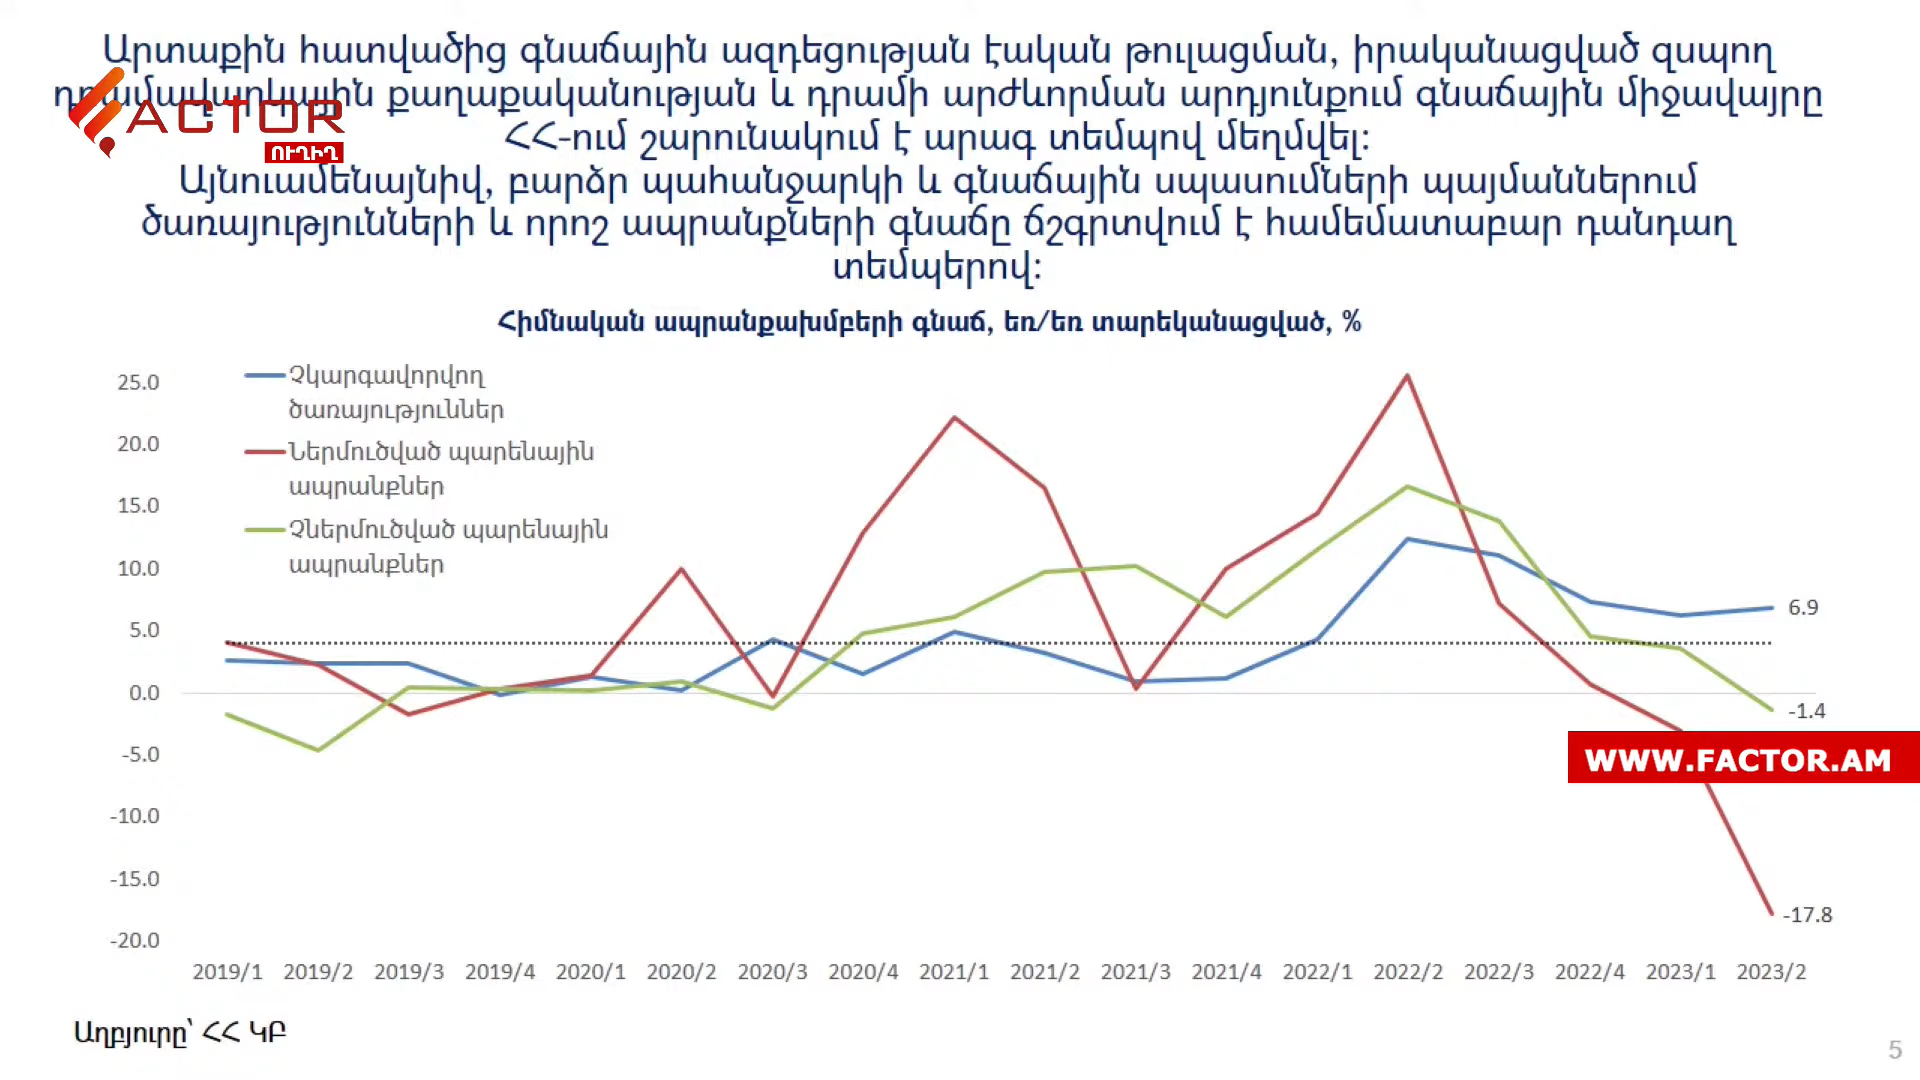 Արտաքին հատվածից գնաճային ազդեցության էական թուլացման, իրականացված զսպող
դրամավարկային քաղաքականության և դրամի արժևորման արդյունքում գնաճային միջավայրը
ՀՀ-ում շարունակում է արագ տեմպով մեղմվել:
Այնուամենայնիվ, բարձր պահանջարկի և գնաճային սպասումների պայմաններում
ծառայությունների և որոշ ապրանքների գնաճը ճշգրտվում է համեմատաբար դանդաղ
տեմպերով:
ACTOR
ՈՒՂԻՂ
Հիմնական ապրանքախմբերի գնաճ, եռ/եռ տարեկանացված, %
Չկարգավորվող
ծառայություններ
Ներմուծված պարենային
ապրանքներ
Չներմուծված պարենային
ապրանքներ
25.0
20.0
15.0
10.0
5.0
0.0
-5.0
-10.0
-15.0
-20.0
6.9
-1.4
WWW.FACTOR.AM
-17.8
2019/1 2019/2 2019/3 2019/4 2020/1 2020/2 2020/3 2020/4 2021/1 2021/2 2021/3 2021/4 2022/1 2022/2 2022/3 2022/4 2023/1 2023/2
Աղբյուրը՝ ՀՀ ԿԲ
5